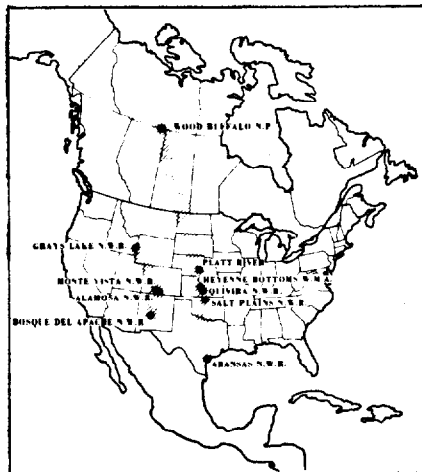 WOOD BUFFALO N.P.
GRAYS LAKE N.W.R.
PLATT RIVER
CHEYENNE BOTTOMS W.M.A.
MONTE VISTA N.W.R.
QUIVIRA N.W.R.
ALAMOSA N.W.R.
SALT PLAINS N.W.R.
BOSQUE DEL APACHE N.W.R.
ARANSAS N.W.R.